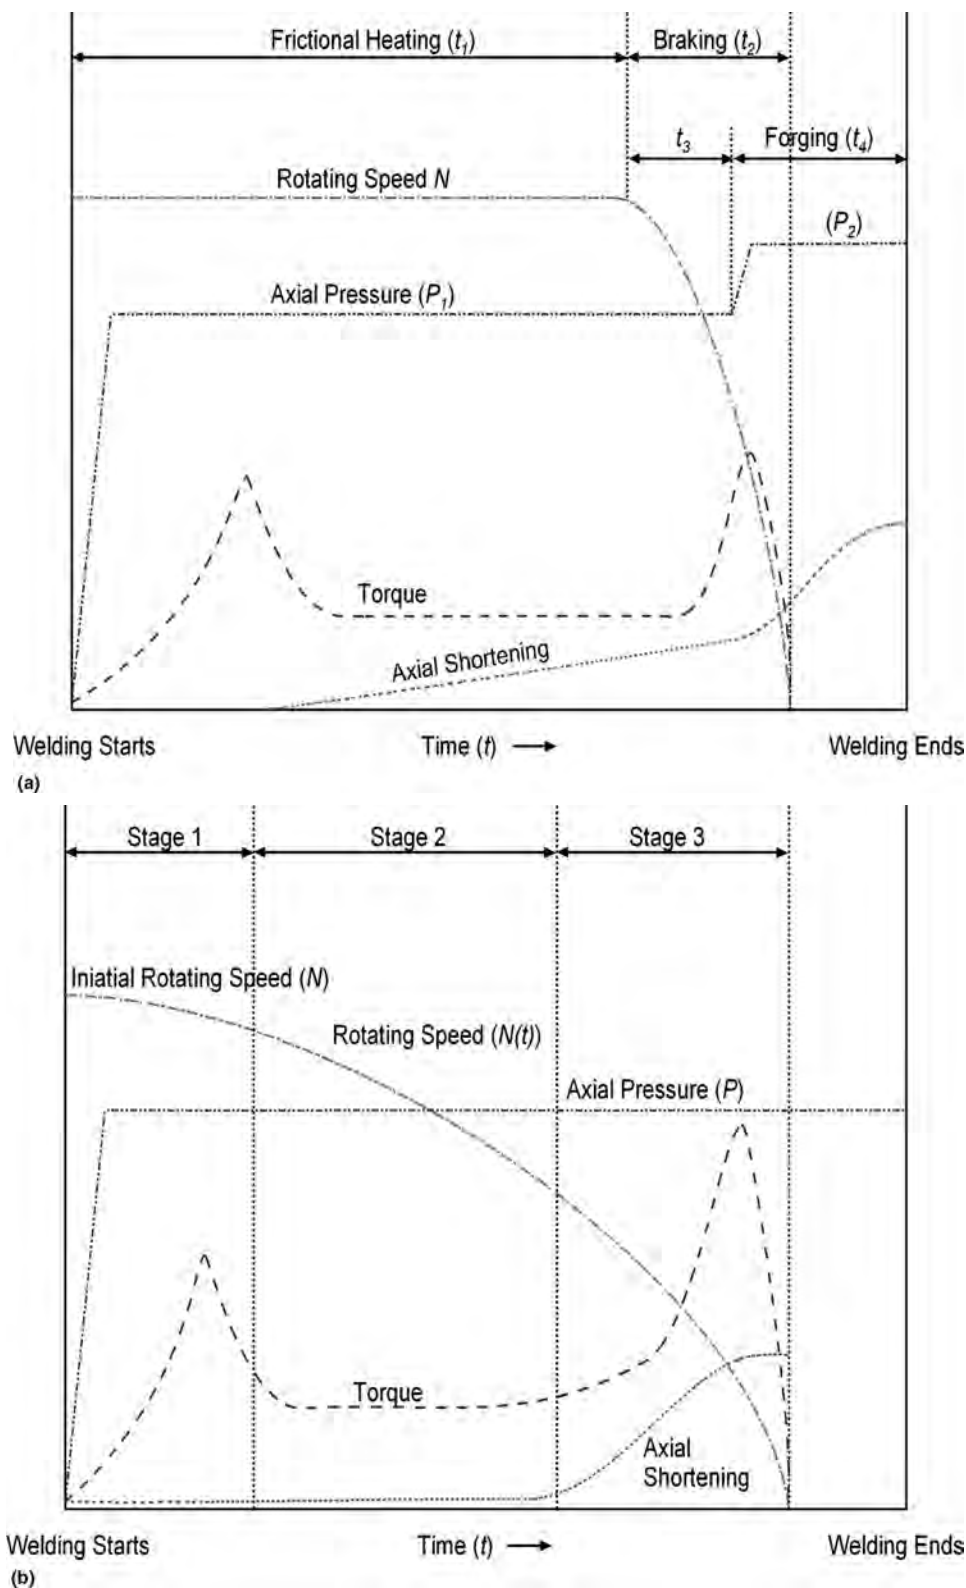 Frictional Heating (t1)
Braking (t2)
t3
Forging (t4)
Rotating Speed N
(P2)
Axial Pressure (P1)
Torque
Axial Shortening
Welding Starts
Time (t)
Welding Ends
(a)
Stage 1
Stage 2
Stage 3
Iniatial Rotating Speed (N)
Rotating Speed (N(t))
Axial Pressure (P)
Torque
Axial
Shortening
Welding Starts
Time (t)
Welding Ends
(b)